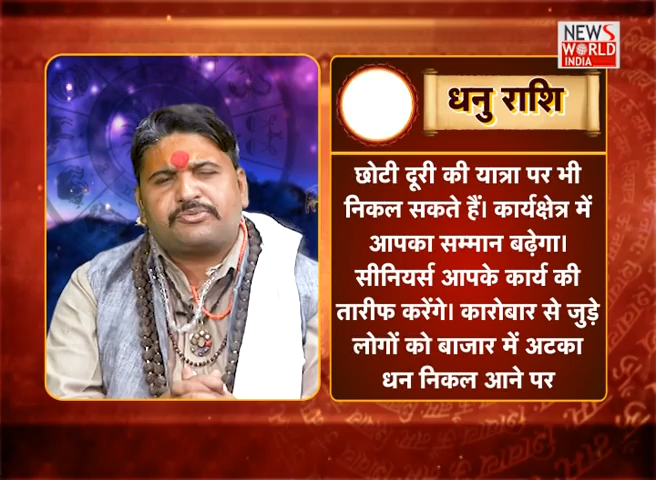 NEWS
WORLD
INDIA
धनु राशि
छोटी दूरी की यात्रा पर भी
निकल सकते हैं। कार्यक्षेत्र में
आपका सम्मान बढ़ेगा।
सीनियर्स आपके कार्य की
तारीफ करेंगे। कारोबार से जुड़े
लोगों को बाजार में अटका
धन निकल आने पर